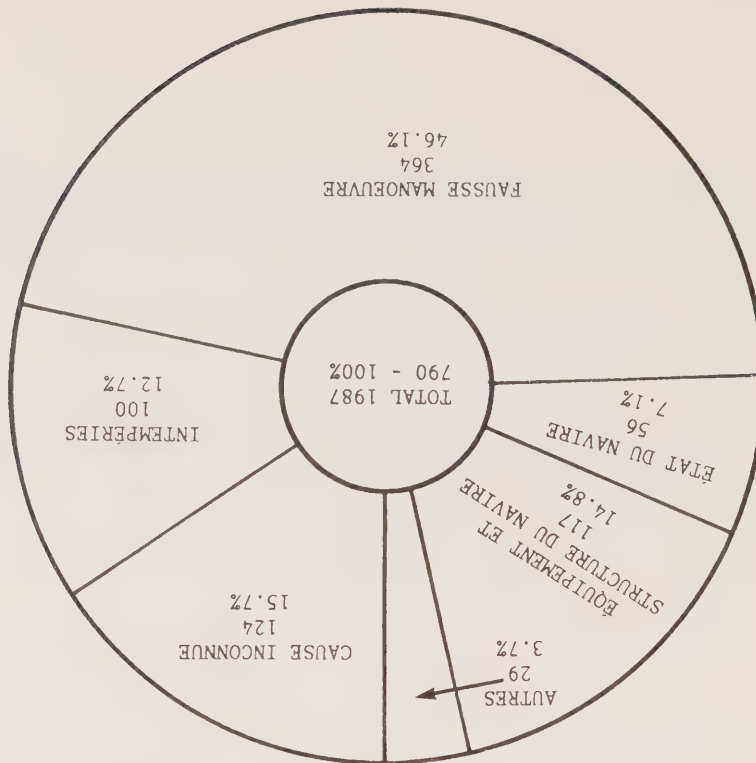 AUTRES
29
3.7%
CAUSE INCONNUE
124
15.7%
ÉQUIPEMENT ET
STRUCTURE DU NAVIRE
117
14.8%
INTEMPÉRIES
100
12.7%
ÉTAT DU NAVIRE
56
7.1%
TOTAL 1987
790 - 100%
FAUSSE MANOEUVRE
364
46.1%